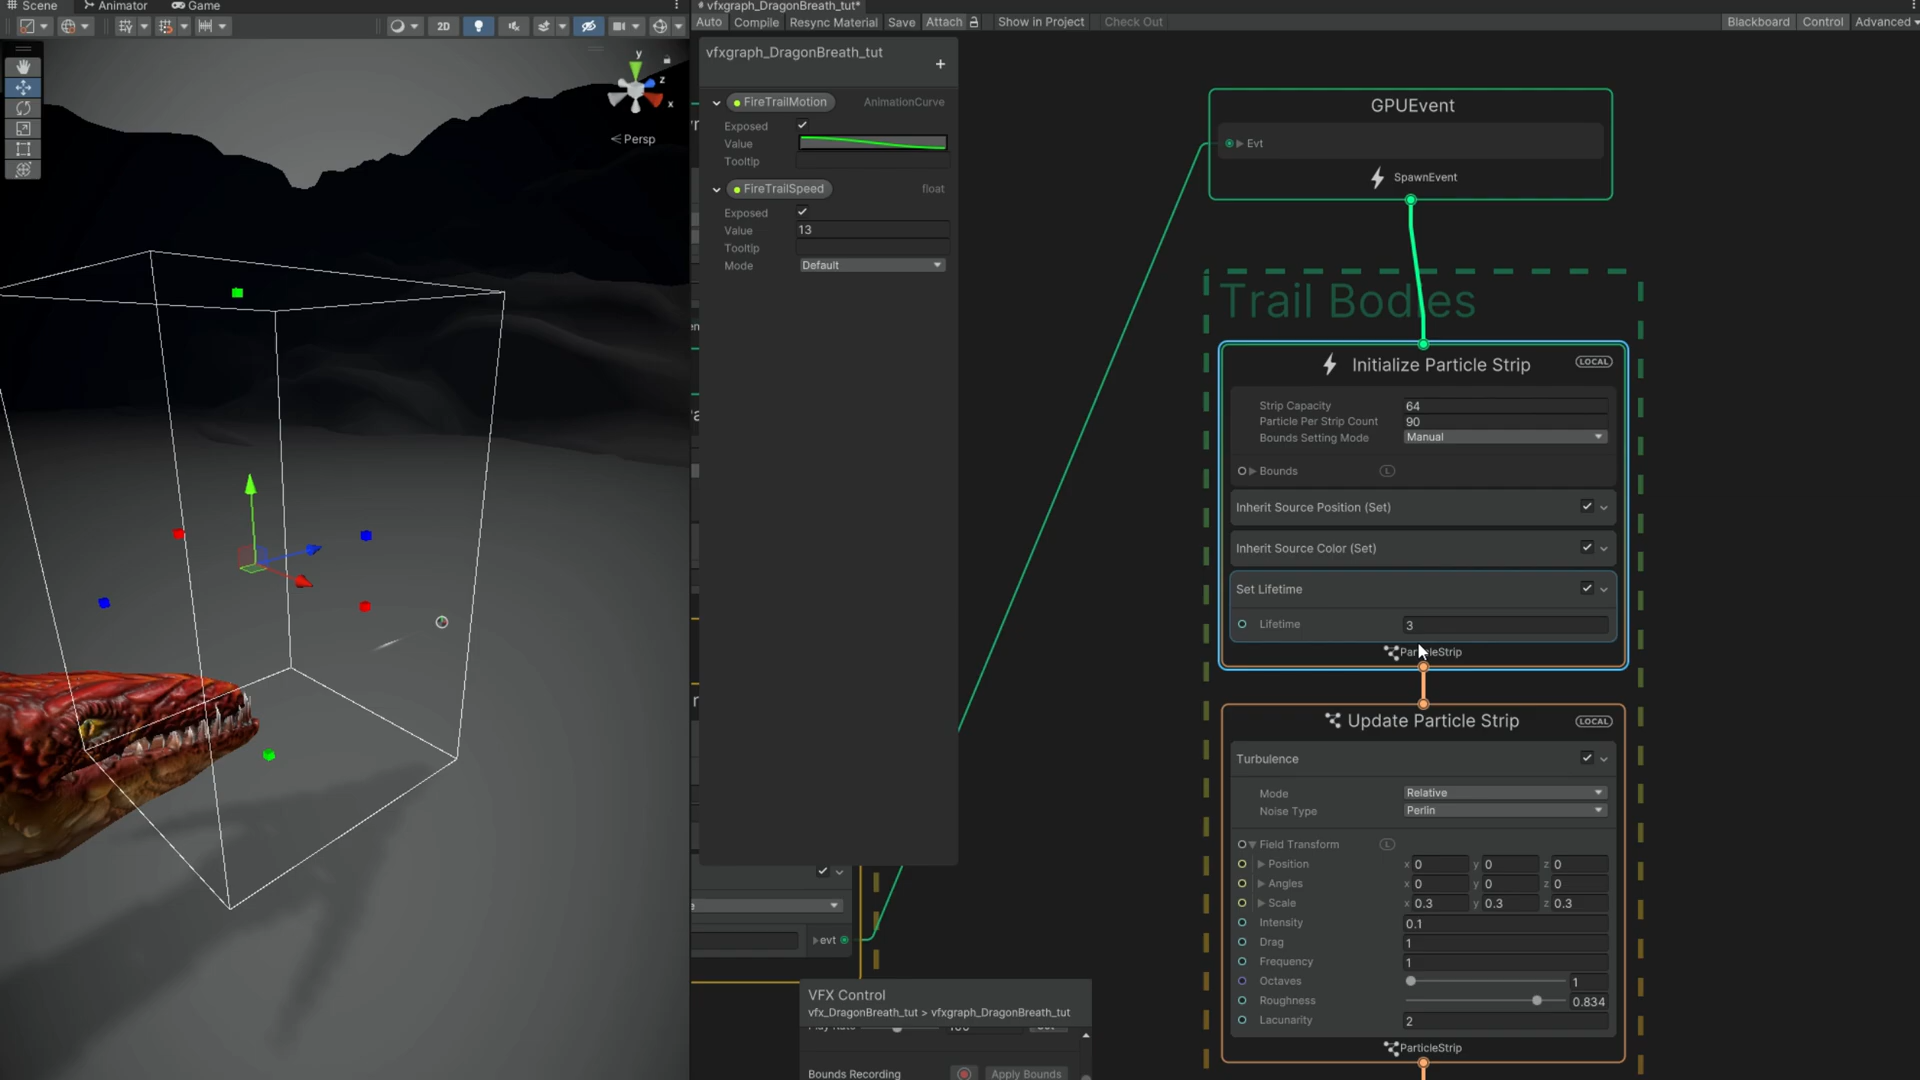 Scene
Animator
Game
2D
y
z
x
Persp
vfxgraph_DragonBreath_tut*
Auto
Compile
Resync Material
Save
Attach
Show in Project
Check Out
Blackboard
Control
Advanced
vfxgraph_DragonBreath_tut
+
FireTrailMotion
AnimationCurve
Exposed
Value
Tooltip
FireTrailSpeed
float
Exposed
Value 13
Tooltip
Mode Default
evt
VFX Control
vfx_DragonBreath_tut > vfxgraph_DragonBreath_tut
Bounds Recording
Apply Bounds
GPUEvent
Evt
SpawnEvent
Trail Bodies
Initialize Particle Strip
LOCAL
Strip Capacity 64
Particle Per Strip Count 90
Bounds Setting Mode Manual
Bounds L
Inherit Source Position (Set)
Inherit Source Color (Set)
Set Lifetime
Lifetime 3
ParticleStrip
Update Particle Strip
LOCAL
Turbulence
Mode Relative
Noise Type Perlin
Field Transform L
Position x 0 y 0 z 0
Angles x 0 y 0 z 0
Scale x 0.3 y 0.3 z 0.3
Intensity 0.1
Drag 1
Frequency 1
Octaves 1
Roughness 0.834
Lacunarity 2
ParticleStrip